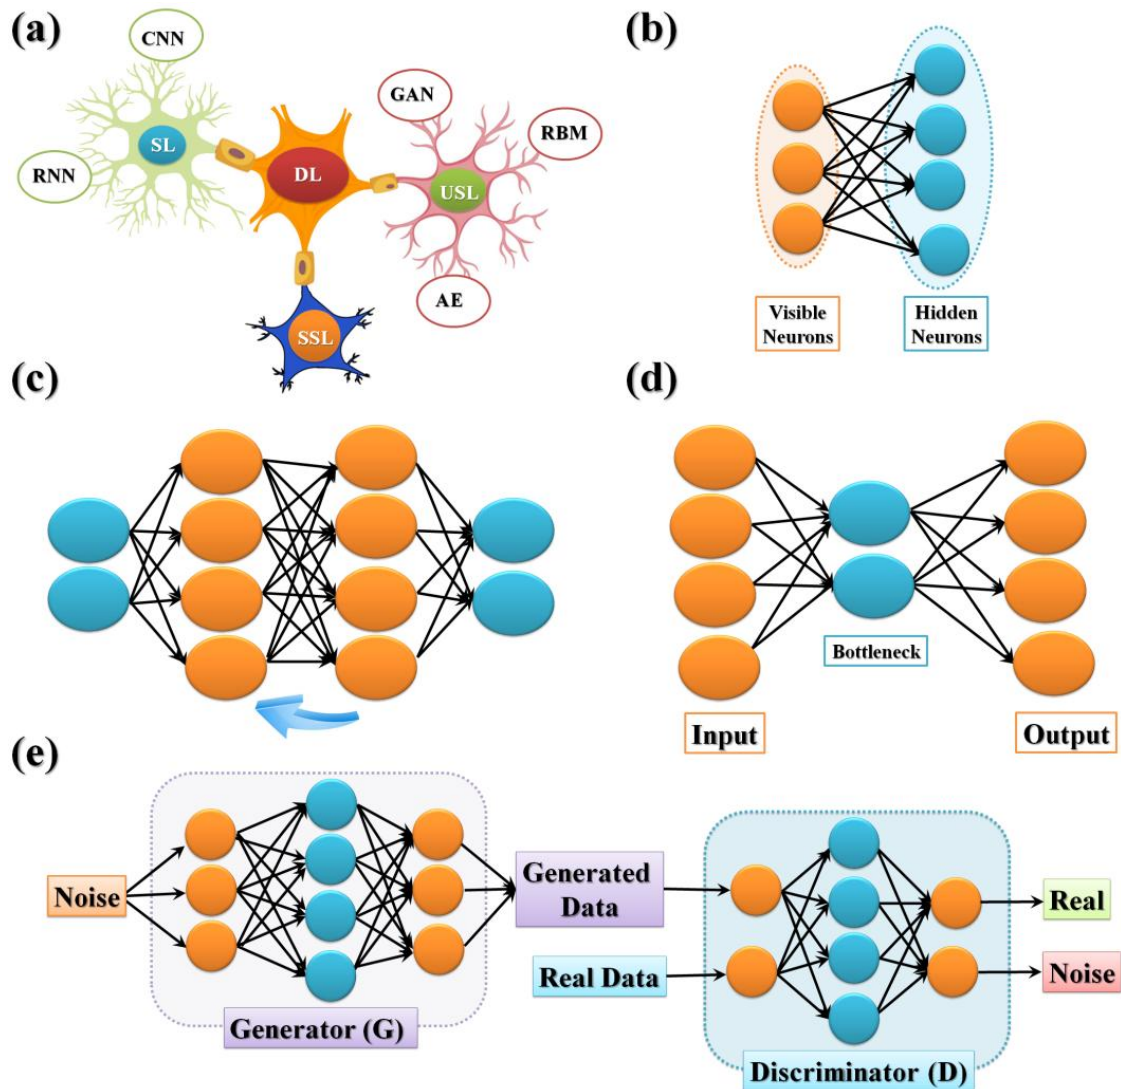 (a)
CNN
SL
RNN
DL
GAN
RBM
USL
AE
SSL
(b)
Visible
Neurons
Hidden
Neurons
(c)
(d)
Bottleneck
Input
Output
(e)
Noise
Generator (G)
Generated
Data
Real Data
Discriminator (D)
Real
Noise